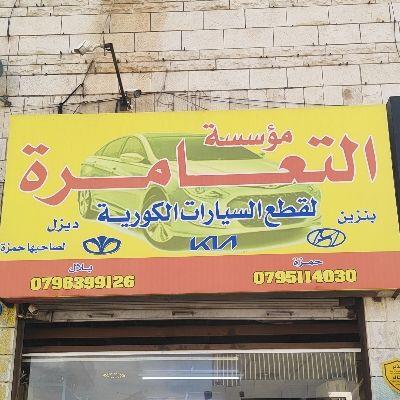 مؤسسة
التعامرة
لقطع السيارات الكورية
بنزين
ديزل
لصاحبها حمزة
KIA
حمزة
0795114030
بلال
0796399126